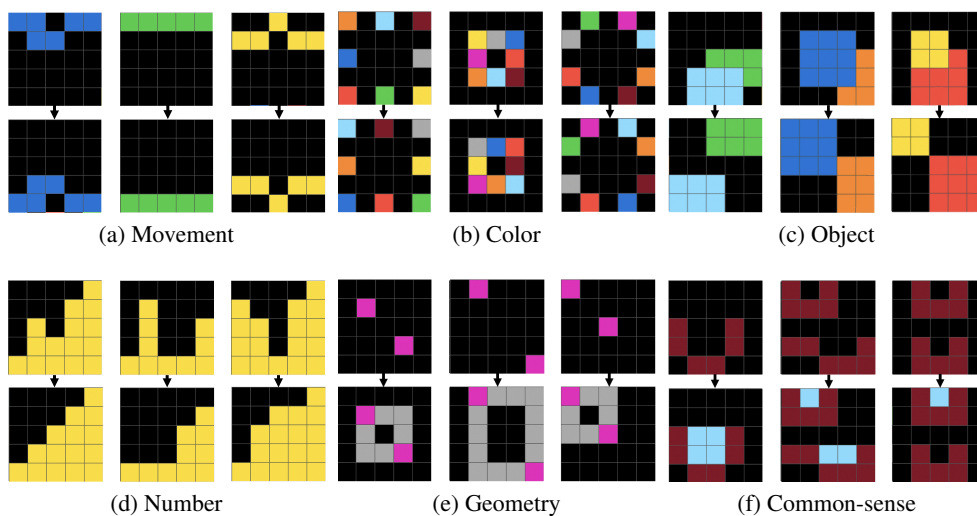 (a) Movement
(b) Color
(c) Object
(d) Number
(e) Geometry
(f) Common-sense